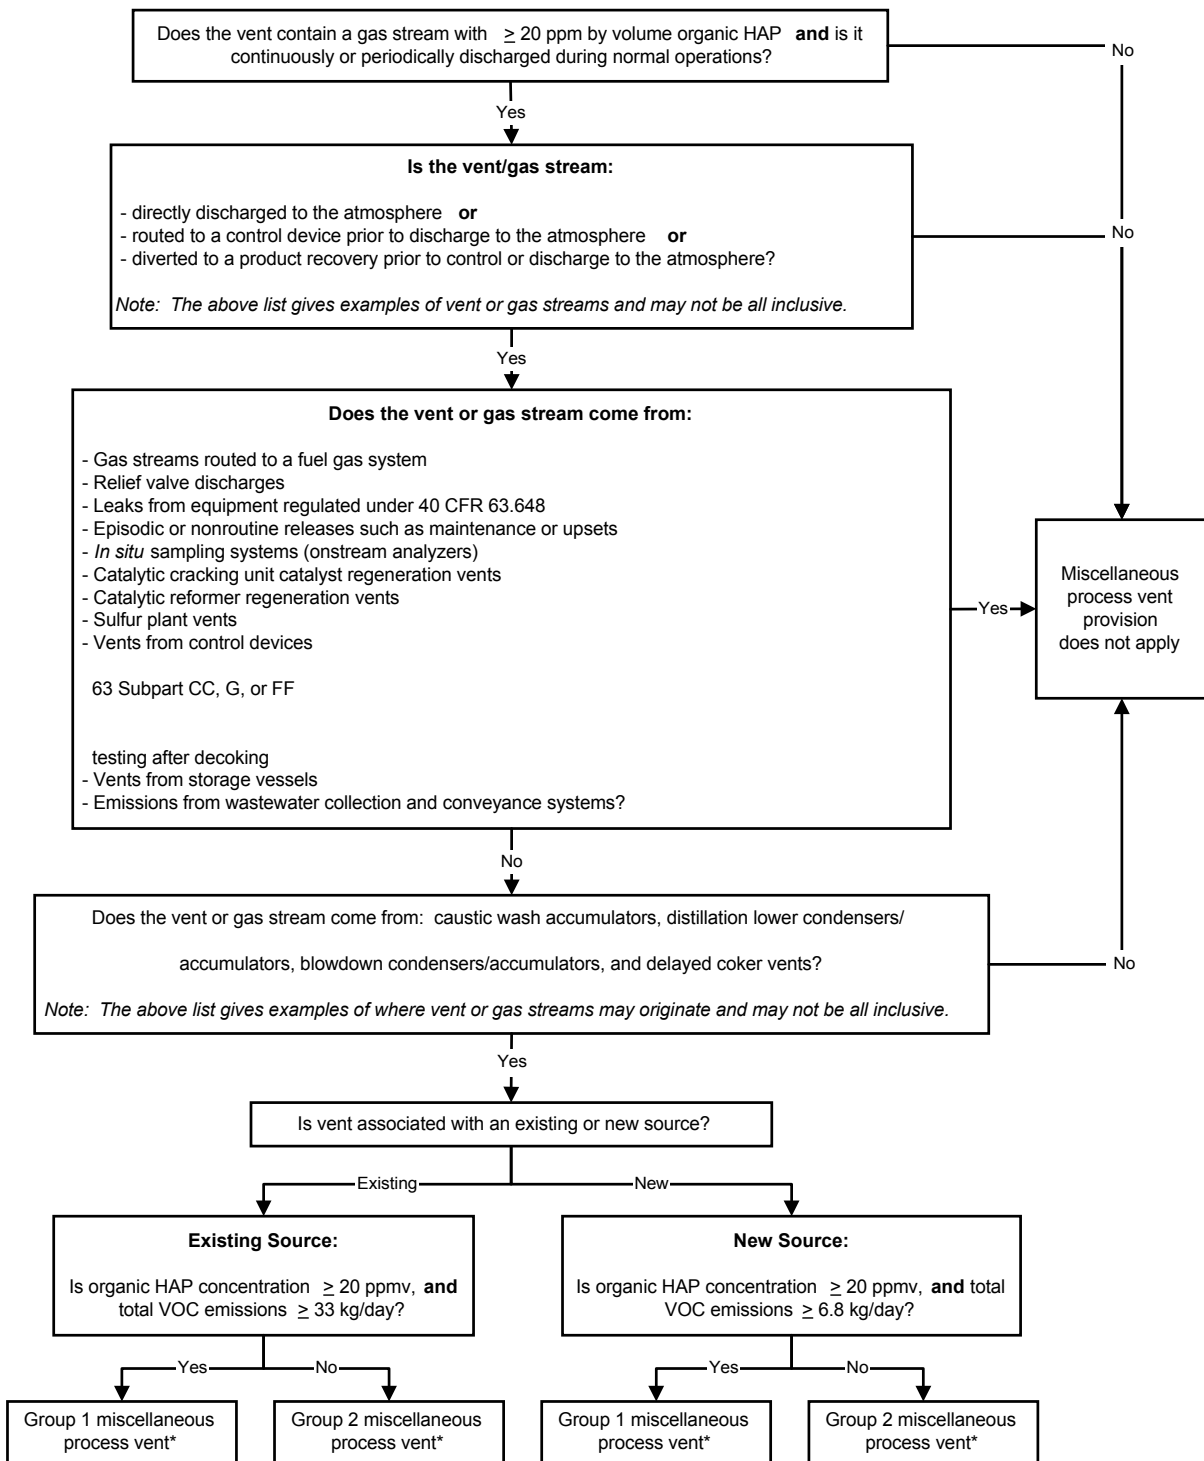 Does the vent contain a gas stream with ≥ 20 ppm by volume organic HAP and is it
continuously or periodically discharged during normal operations?
No
Yes
Is the vent/gas stream:
- directly discharged to the atmosphere or
- routed to a control device prior to discharge to the atmosphere or
- diverted to a product recovery prior to control or discharge to the atmosphere?
Note: The above list gives examples of vent or gas streams and may not be all inclusive.
No
Yes
Does the vent or gas stream come from:
- Gas streams routed to a fuel gas system
- Relief valve discharges
- Leaks from equipment regulated under 40 CFR 63.648
- Episodic or nonroutine releases such as maintenance or upsets
- In situ sampling systems (onstream analyzers)
- Catalytic cracking unit catalyst regeneration vents
- Catalytic reformer regeneration vents
- Sulfur plant vents
- Vents from control devices
63 Subpart CC, G, or FF
testing after decoking
- Vents from storage vessels
- Emissions from wastewater collection and conveyance systems?
Yes
Miscellaneous
process vent
provision
does not apply
No
Does the vent or gas stream come from: caustic wash accumulators, distillation lower condensers/
accumulators, blowdown condensers/accumulators, and delayed coker vents?
Note: The above list gives examples of where vent or gas streams may originate and may not be all inclusive.
No
Yes
Is vent associated with an existing or new source?
Existing
New
Existing Source:
Is organic HAP concentration ≥ 20 ppmv, and
total VOC emissions ≥ 33 kg/day?
New Source:
Is organic HAP concentration ≥ 20 ppmv, and total
VOC emissions ≥ 6.8 kg/day?
Yes
No
Yes
No
Group 1 miscellaneous
process vent*
Group 2 miscellaneous
process vent*
Group 1 miscellaneous
process vent*
Group 2 miscellaneous
process vent*